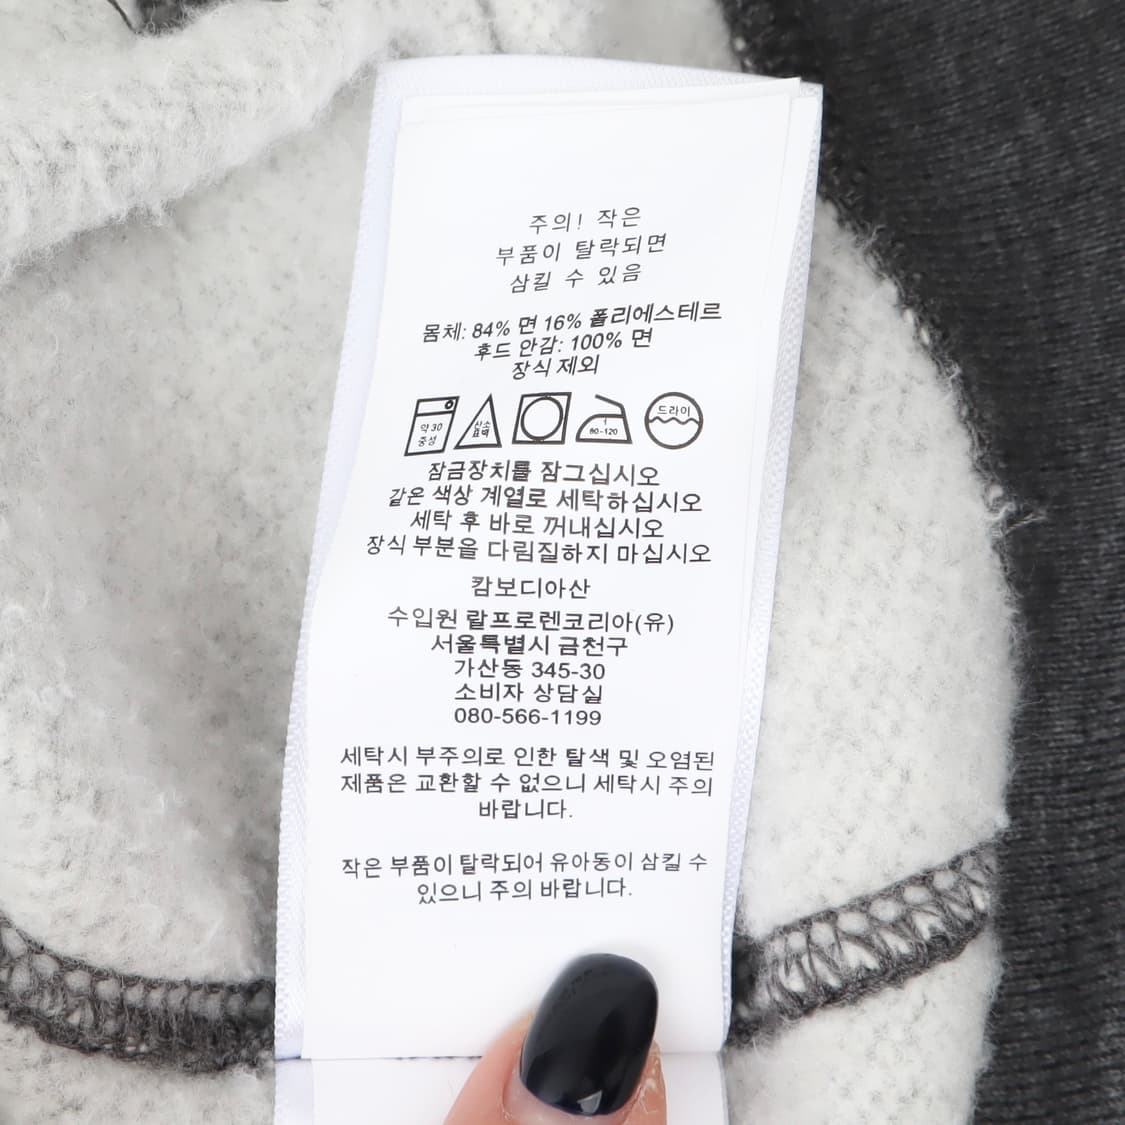 주의! 작은
부품이 탈락되면
삼킬 수 있음
몸체: 84% 면 16% 폴리에스테르
후드 안감: 100% 면
장식 제외
약 30
중성
산소
표백
1
80-120
드라이
잠금장치를 잠그십시오
같은 색상 계열로 세탁하십시오
세탁 후 바로 꺼내십시오
장식 부분을 다림질하지 마십시오
캄보디아산
수입원 랄프로렌코리아(유)
서울특별시 금천구
가산동 345-30
소비자 상담실
080-566-1199
세탁시 부주의로 인한 탈색 및 오염된
제품은 교환할 수 없으니 세탁시 주의
바랍니다.
작은 부품이 탈락되어 유아동이 삼킬 수
있으니 주의 바랍니다.